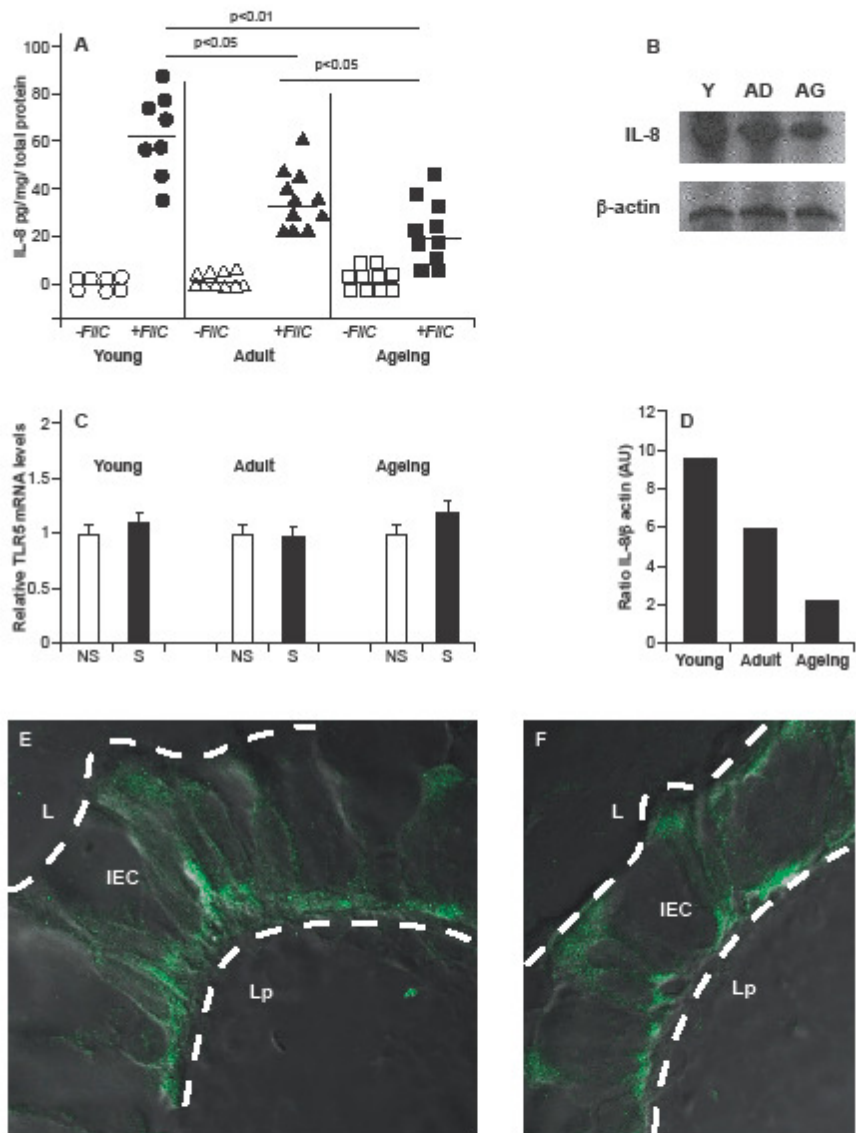 A
p<0.01
p<0.05
p<0.05
IL-8 pg/mg/ total protein
100
80
60
40
20
0
-FliC +FliC -FliC +FliC -FliC +FliC
Young Adult Ageing
B
Y AD AG
IL-8
β-actin
C
Relative TLR5 mRNA levels
2
1.5
1
0.5
0
Young Adult Ageing
NS S NS S NS S
D
Ratio IL-8/β actin (AU)
12
10
8
6
4
2
0
Young Adult Ageing
E
L
IEC
Lp
F
L
IEC
Lp